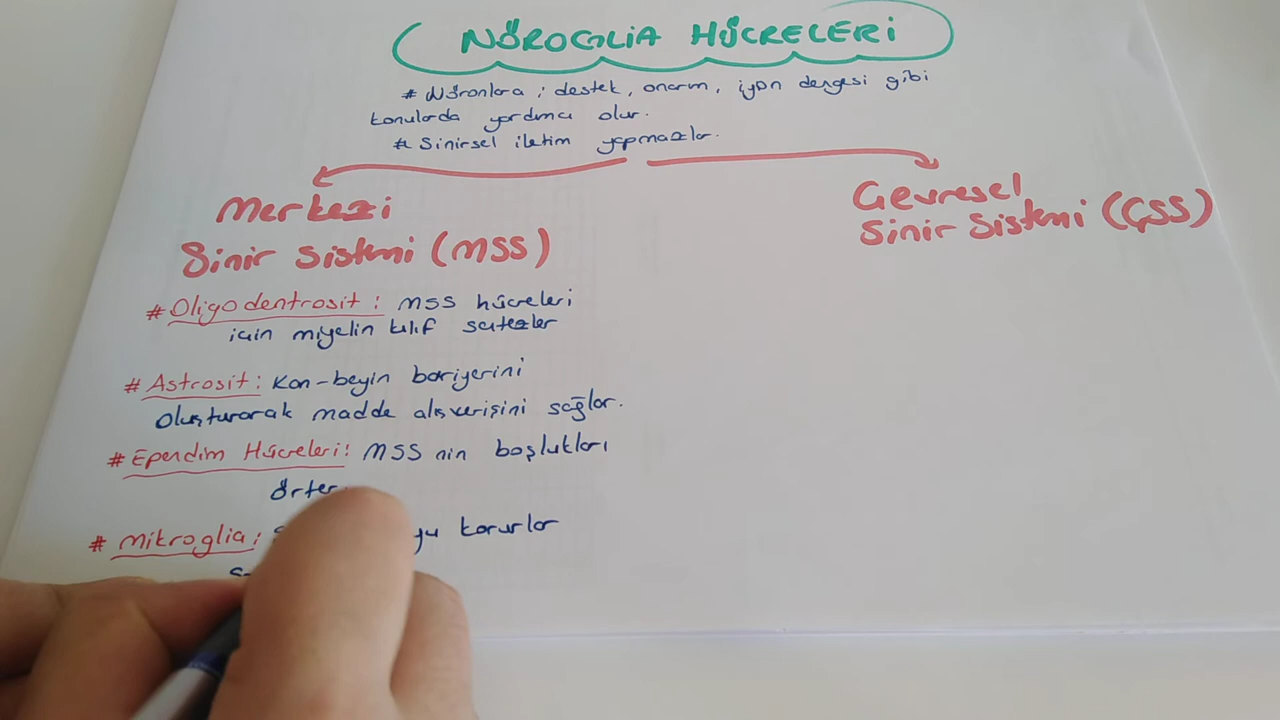 NÖROGLIA HÜCRELERİ
# Nöronlara ; destek, onarım, iyon dengesi gibi
konularda yardımcı olur.
# Sinirsel iletim yapmazlar.
Merkezi
Sinir Sistemi (MSS)
Çevresel
Sinir Sistemi (ÇSS)
# Oligodentrosit : MSS hücreleri
için miyelin kılıf sentezler
# Astrosit : Kan-beyin bariyerini
oluşturarak madde alışverişini sağlar.
# Ependim Hücreleri : MSS nin boşlukları
örter
# Mikroglia : korurlar